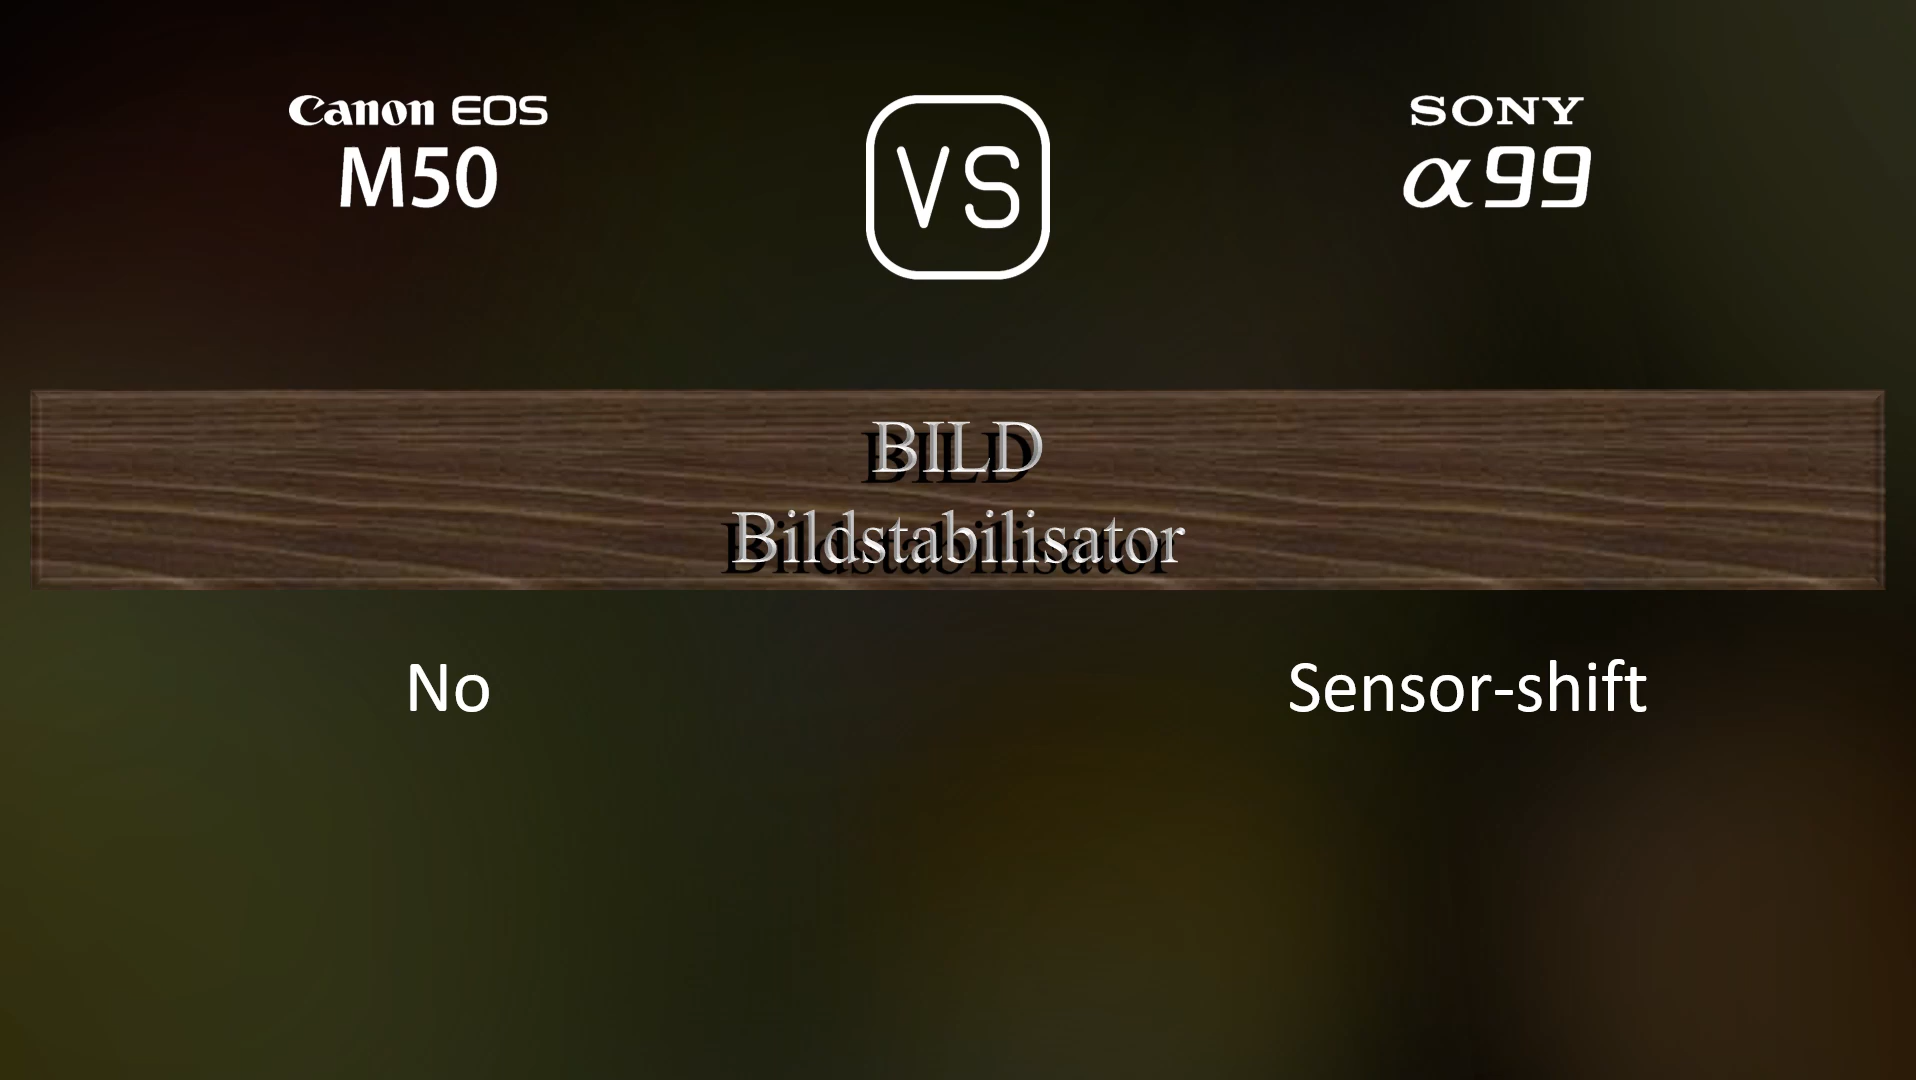 Canon EOS
M50
VS
SONY
α99
BILD
Bildstabilisator
No
Sensor-shift